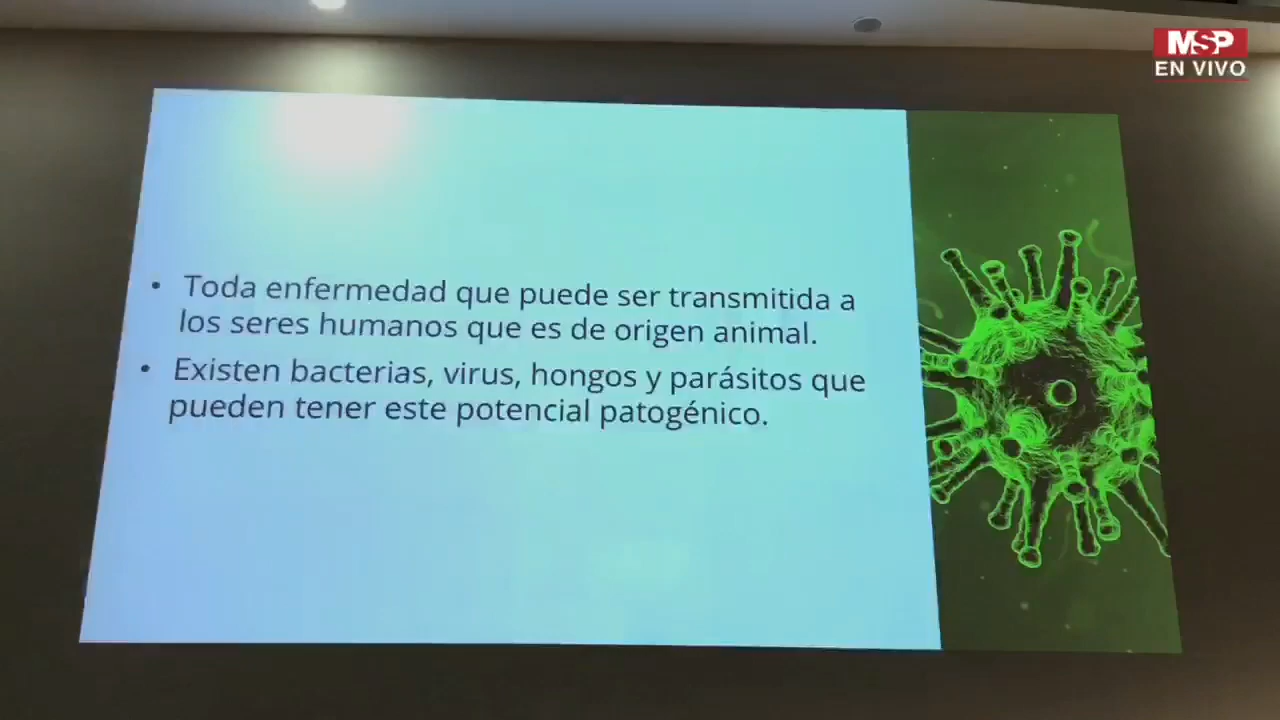 MSP
EN VIVO
• Toda enfermedad que puede ser transmitida a
los seres humanos que es de origen animal.
• Existen bacterias, virus, hongos y parásitos que
pueden tener este potencial patogénico.